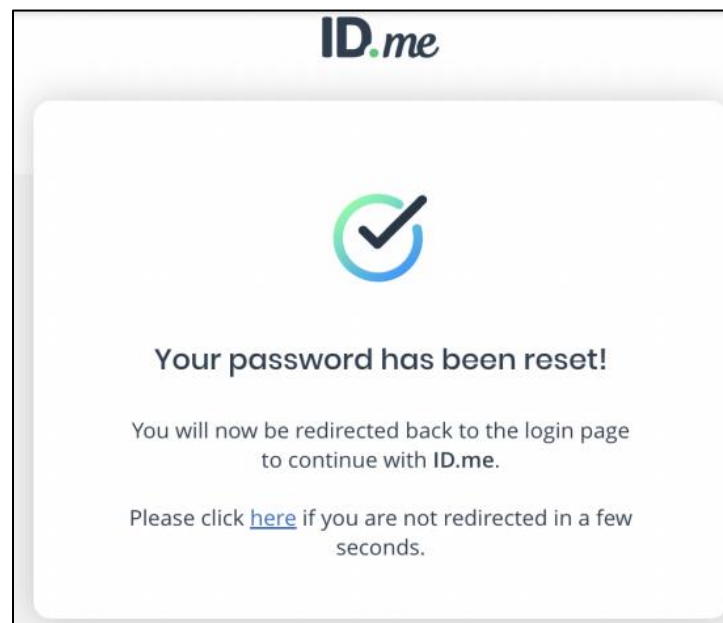 ID.me
Your password has been reset!
You will now be redirected back to the login page
to continue with ID.me.
Please click here if you are not redirected in a few
seconds.